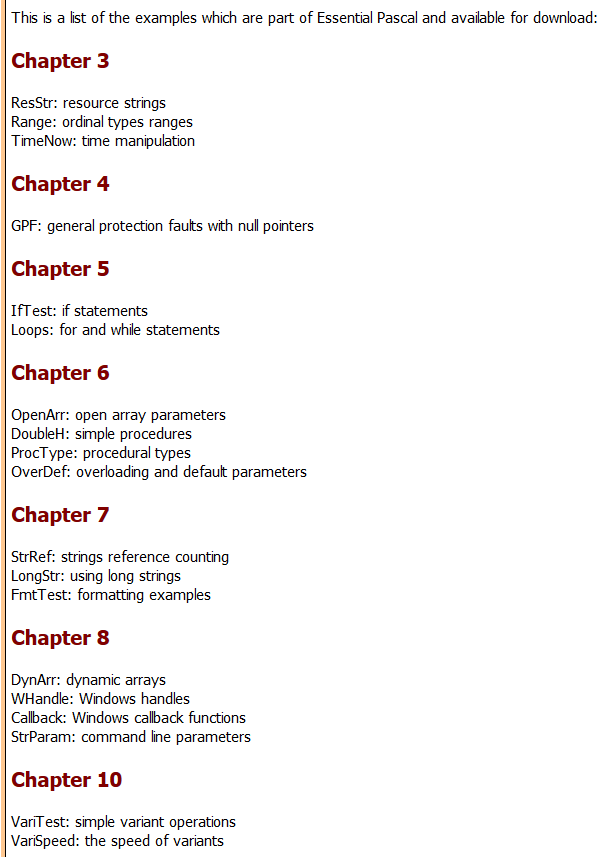 This is a list of the examples which are part of Essential Pascal and available for download:
Chapter 3
ResStr: resource strings
Range: ordinal types ranges
TimeNow: time manipulation
Chapter 4
GPF: general protection faults with null pointers
Chapter 5
IfTest: if statements
Loops: for and while statements
Chapter 6
OpenArr: open array parameters
DoubleH: simple procedures
ProcType: procedural types
OverDef: overloading and default parameters
Chapter 7
StrRef: strings reference counting
LongStr: using long strings
FmtTest: formatting examples
Chapter 8
DynArr: dynamic arrays
WHandle: Windows handles
Callback: Windows callback functions
StrParam: command line parameters
Chapter 10
VariTest: simple variant operations
VariSpeed: the speed of variants